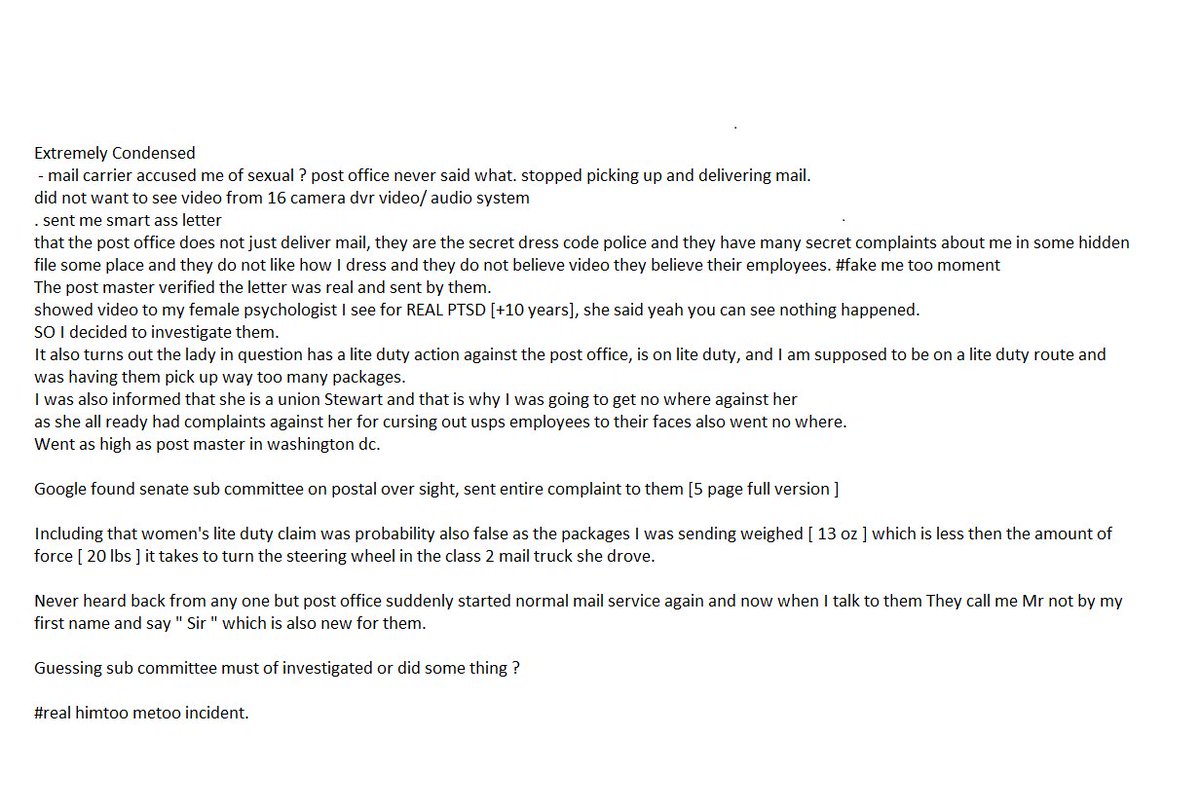 Extremely Condensed
- mail carrier accused me of sexual ? post office never said what. stopped picking up and delivering mail.
did not want to see video from 16 camera dvr video/ audio system
. sent me smart ass letter
that the post office does not just deliver mail, they are the secret dress code police and they have many secret complaints about me in some hidden
file some place and they do not like how I dress and they do not believe video they believe their employees. #fake me too moment
The post master verified the letter was real and sent by them.
showed video to my female psychologist I see for REAL PTSD [+10 years], she said yeah you can see nothing happened.
SO I decided to investigate them.
It also turns out the lady in question has a lite duty action against the post office, is on lite duty, and I am supposed to be on a lite duty route and
was having them pick up way too many packages.
I was also informed that she is a union Stewart and that is why I was going to get no where against her
as she all ready had complaints against her for cursing out usps employees to their faces also went no where.
Went as high as post master in washington dc.
Google found senate sub committee on postal over sight, sent entire complaint to them [5 page full version ]
Including that women's lite duty claim was probability also false as the packages I was sending weighed [ 13 oz ] which is less then the amount of
force [ 20 lbs ] it takes to turn the steering wheel in the class 2 mail truck she drove.
Never heard back from any one but post office suddenly started normal mail service again and now when I talk to them They call me Mr not by my
first name and say " Sir " which is also new for them.
Guessing sub committee must of investigated or did some thing ?
#real himtoo metoo incident.